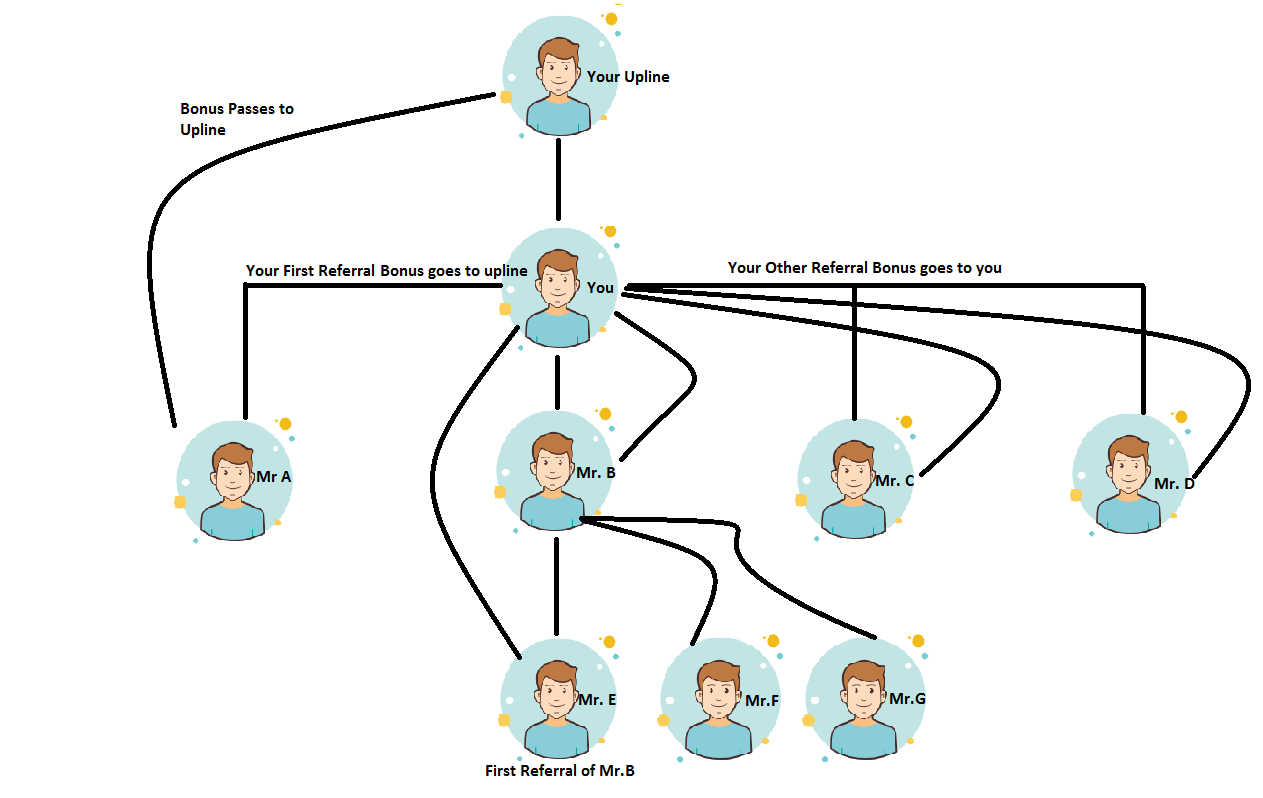 Your Upline
Bonus Passes to
Upline
Your First Referral Bonus goes to upline
Your Other Referral Bonus goes to you
You
Mr A
Mr. B
Mr. C
Mr. D
Mr. E
Mr.F
Mr.G
First Referral of Mr.B